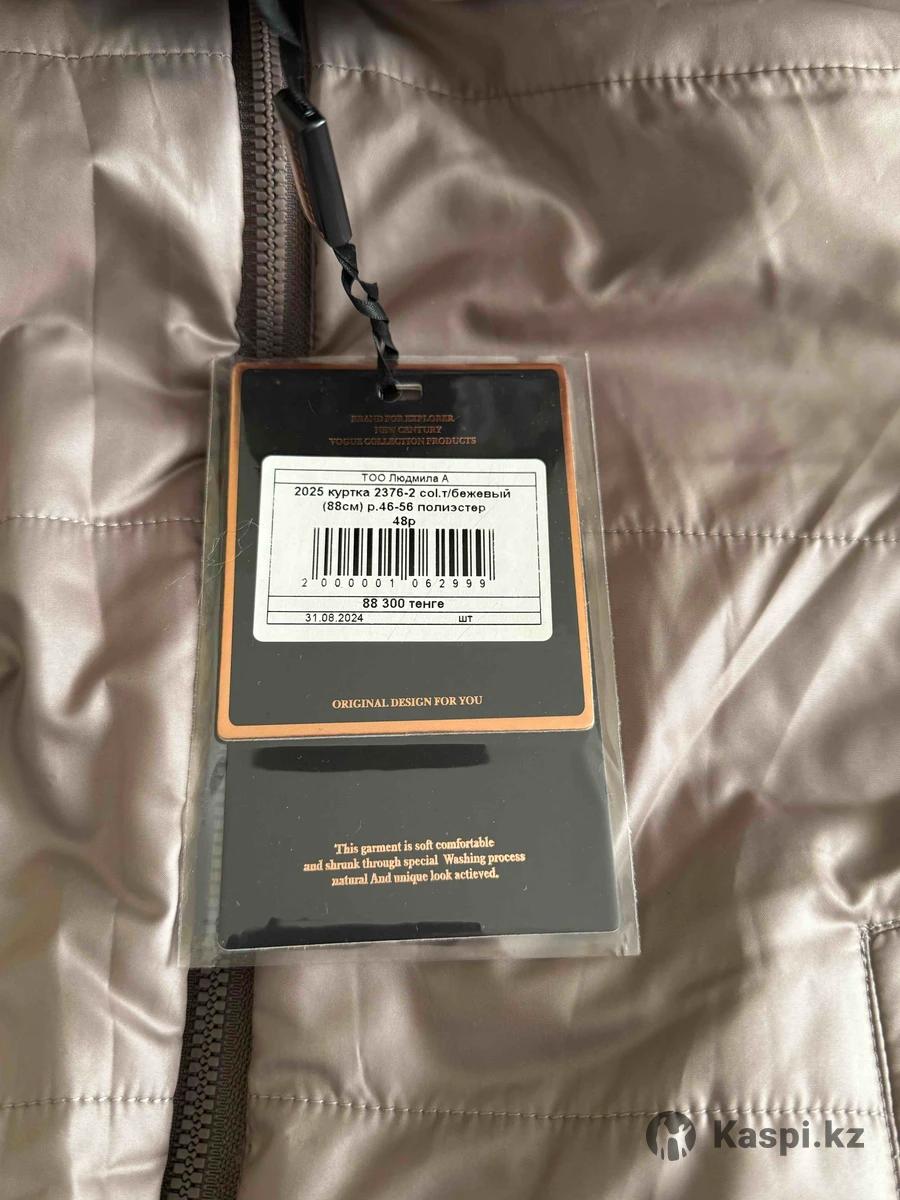 BRAND FOR EXPLORER
NEW CENTURY
VOGUE COLLECTION PRODUCTS
ТОО Людмила А
2025 куртка 2376-2 col.т/бежевый
(88см) р.46-56 полиэстер
48р
2 000001 062999
88 300 тенге
31.08.2024 шт
ORIGINAL DESIGN FOR YOU
This garment is soft comfortable
and shrunk through special Washing process
natural And unique look actieved.
Kaspi.kz